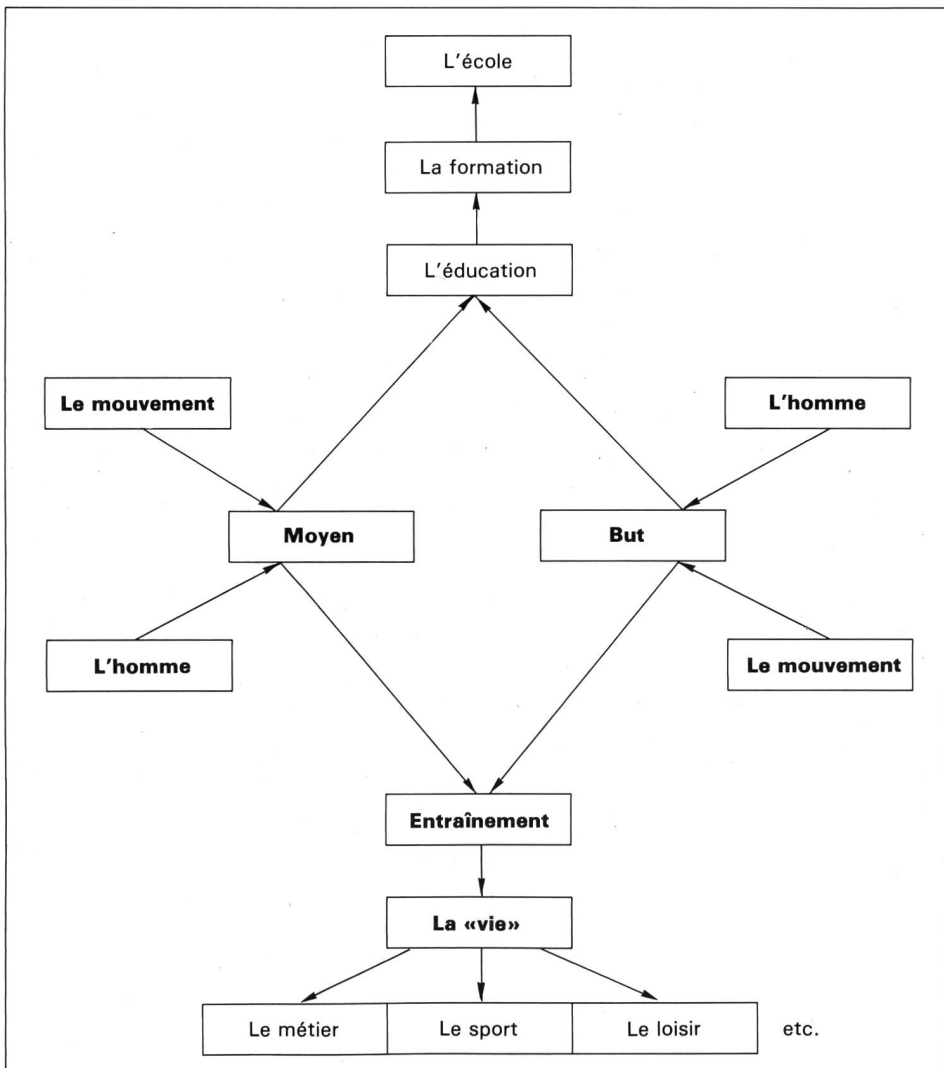 L'école
La formation
L'éducation
Le mouvement
L'homme
Moyen
But
L'homme
Le mouvement
Entraînement
La «vie»
Le métier
Le sport
Le loisir
etc.